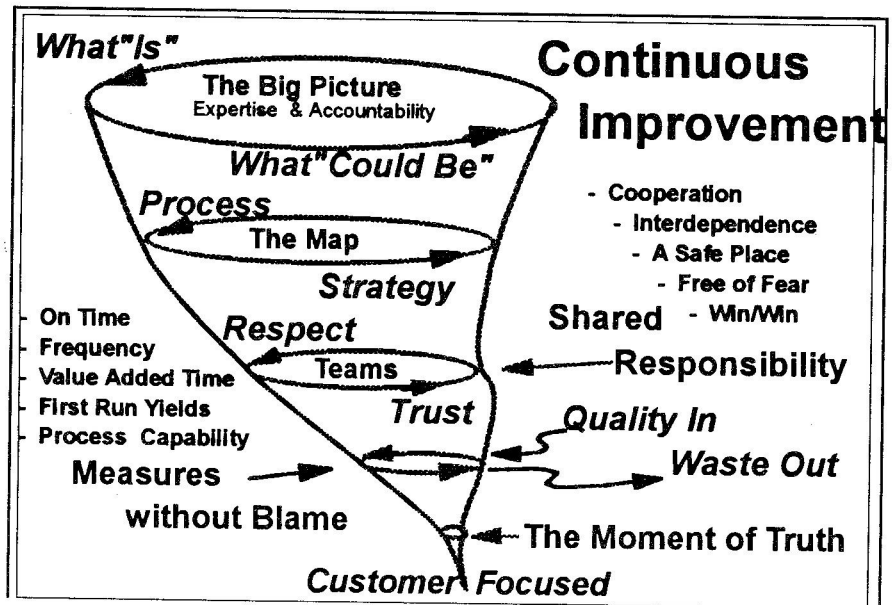 What"Is"
Continuous
Improvement
The Big Picture
Expertise & Accountability
What"Could Be"
Process
The Map
Strategy
- Cooperation
- Interdependence
- A Safe Place
- Free of Fear
- Win/Win
- On Time
- Frequency
- Value Added Time
- First Run Yields
- Process Capability
Respect
Teams
Trust
Shared
Responsibility
Quality In
Waste Out
Measures
without Blame
The Moment of Truth
Customer Focused